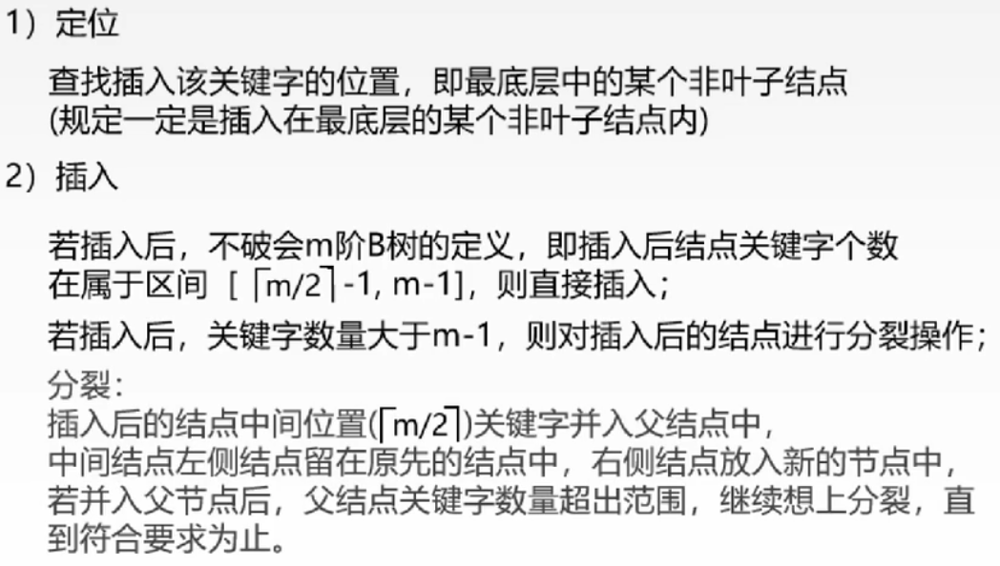 1）定位
查找插入该关键字的位置，即最底层中的某个非叶子结点
(规定一定是插入在最底层的某个非叶子结点内)
2）插入
若插入后，不破会m阶B树的定义，即插入后结点关键字个数
在属于区间 [ ⌈m/2⌉ -1, m-1]，则直接插入；
若插入后，关键字数量大于m-1，则对插入后的结点进行分裂操作；
分裂：
插入后的结点中间位置(⌈m/2⌉)关键字并入父结点中，
中间结点左侧结点留在原先的结点中，右侧结点放入新的节点中，
若并入父节点后，父结点关键字数量超出范围，继续想上分裂，直
到符合要求为止。